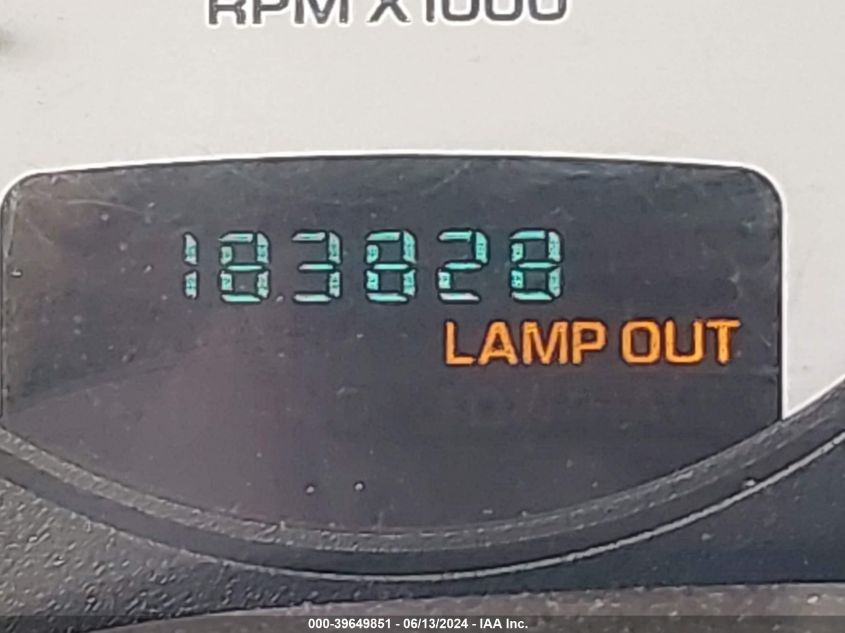 RPM X1000
183828
LAMP OUT
000-39649851 - 06/13/2024 - IAA Inc.